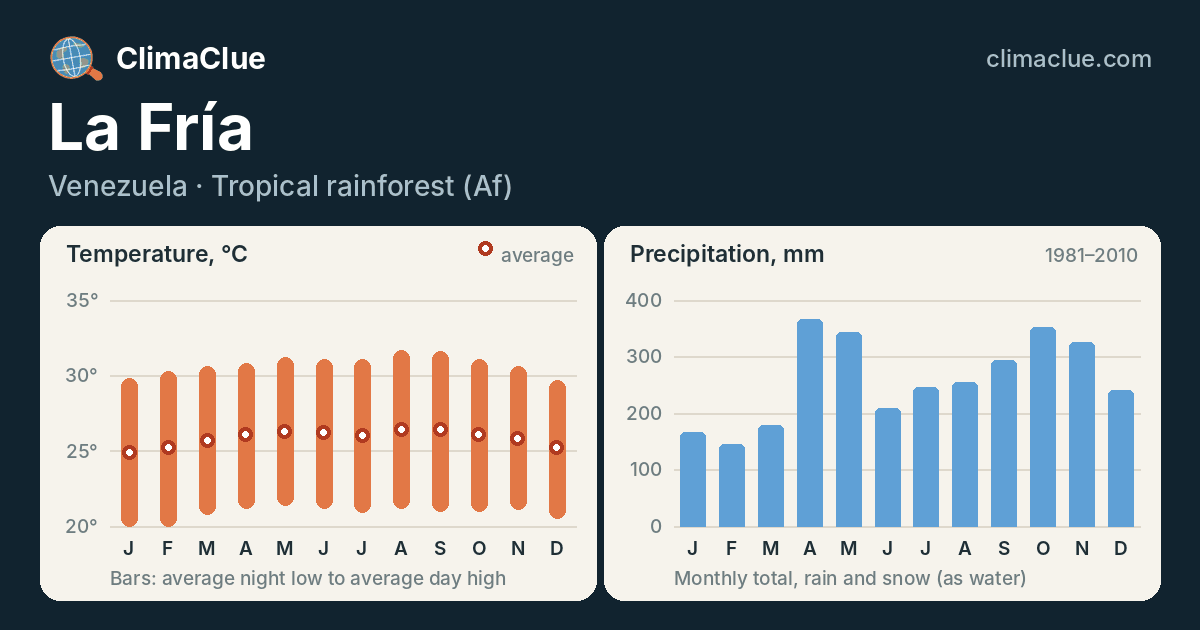 ClimaClue
climaclue.com
La Fría
Venezuela · Tropical rainforest (Af)
Temperature, °C
average
35°
30°
25°
20°
J F M A M J J A S O N D
Bars: average night low to average day high
Precipitation, mm
1981–2010
400
300
200
100
0
J F M A M J J A S O N D
Monthly total, rain and snow (as water)